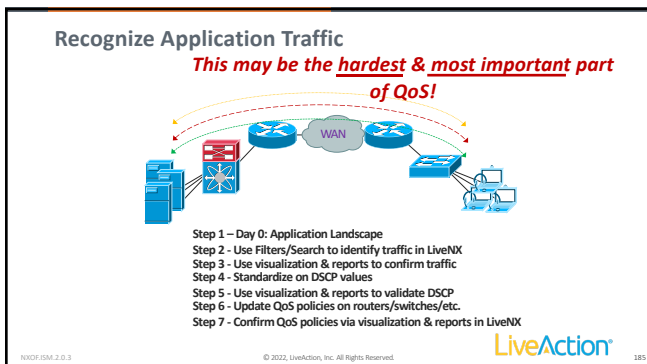 Recognize Application Traffic
This may be the hardest & most important part
of QoS!
WAN
Step 1 – Day 0: Application Landscape
Step 2 - Use Filters/Search to identify traffic in LiveNX
Step 3 - Use visualization & reports to confirm traffic
Step 4 - Standardize on DSCP values
Step 5 - Use visualization & reports to validate DSCP
Step 6 - Update QoS policies on routers/switches/etc.
Step 7 - Confirm QoS policies via visualization & reports in LiveNX
LiveAction®
NXOF.ISM.2.0.3
© 2022, LiveAction, Inc. All Rights Reserved.
185